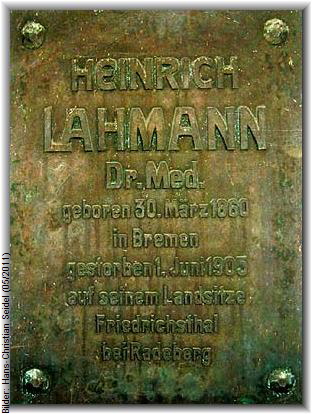 HEINRICH
LAHMANN
Dr. Med.
geboren 30. März 1860
in Bremen
gestorben 1. Juni 1905
auf seinem Landsitze
Friedrichsthal
bei Radeberg
Bilder: Hans-Christian Seidel (05/2011)